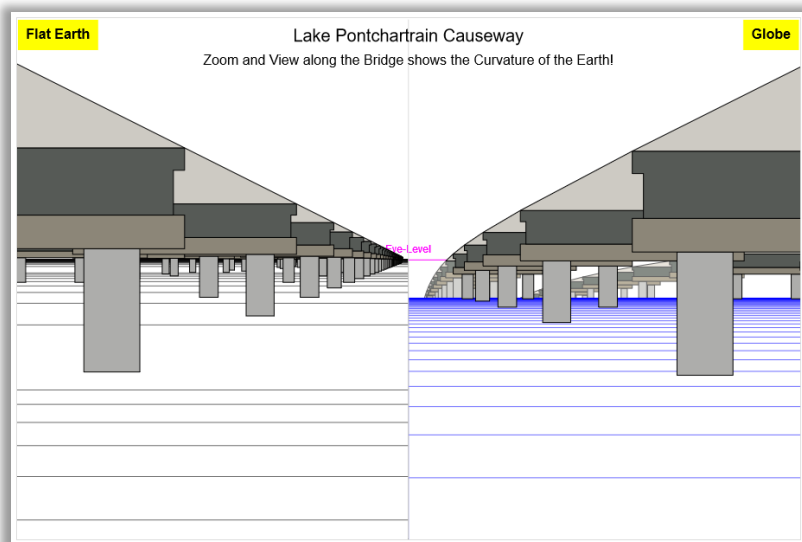 Flat Earth
Lake Pontchartrain Causeway
Globe
Zoom and View along the Bridge shows the Curvature of the Earth!
Eye-Level